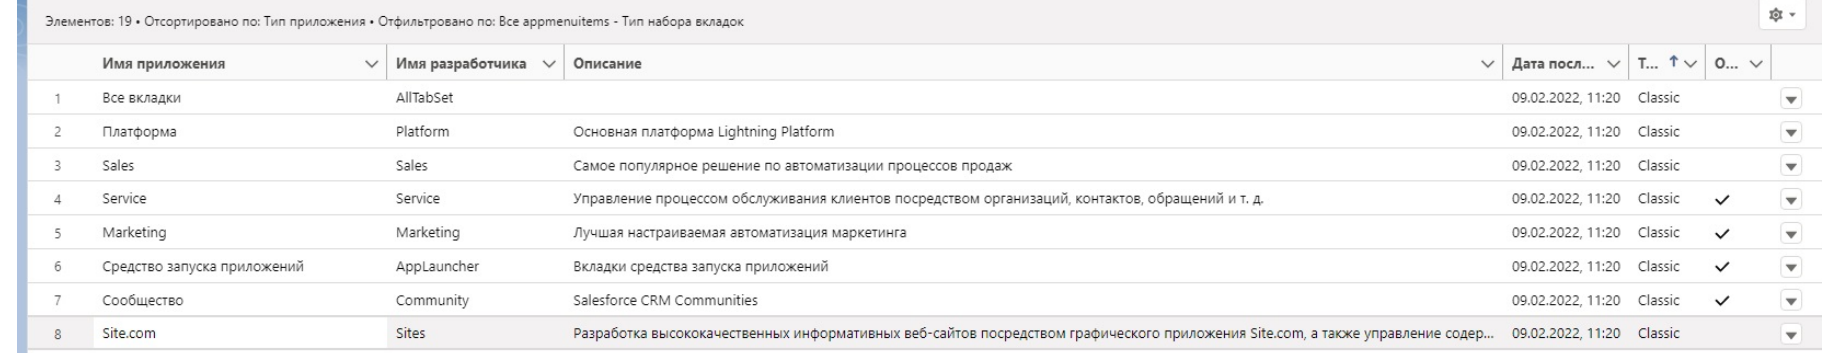 Элементов: 19 • Отсортировано по: Тип приложения • Отфильтровано по: Все appmenuitems - Тип набора вкладок
Имя приложения Имя разработчика Описание Дата посл... Т... О...
1 Все вкладки AllTabSet 09.02.2022, 11:20 Classic
2 Платформа Platform Основная платформа Lightning Platform 09.02.2022, 11:20 Classic
3 Sales Sales Самое популярное решение по автоматизации процессов продаж 09.02.2022, 11:20 Classic
4 Service Service Управление процессом обслуживания клиентов посредством организаций, контактов, обращений и т. д. 09.02.2022, 11:20 Classic
5 Marketing Marketing Лучшая настраиваемая автоматизация маркетинга 09.02.2022, 11:20 Classic
6 Средство запуска приложений AppLauncher Вкладки средства запуска приложений 09.02.2022, 11:20 Classic
7 Сообщество Community Salesforce CRM Communities 09.02.2022, 11:20 Classic
8 Site.com Sites Разработка высококачественных информативных веб-сайтов посредством графического приложения Site.com, а также управление содер... 09.02.2022, 11:20 Classic